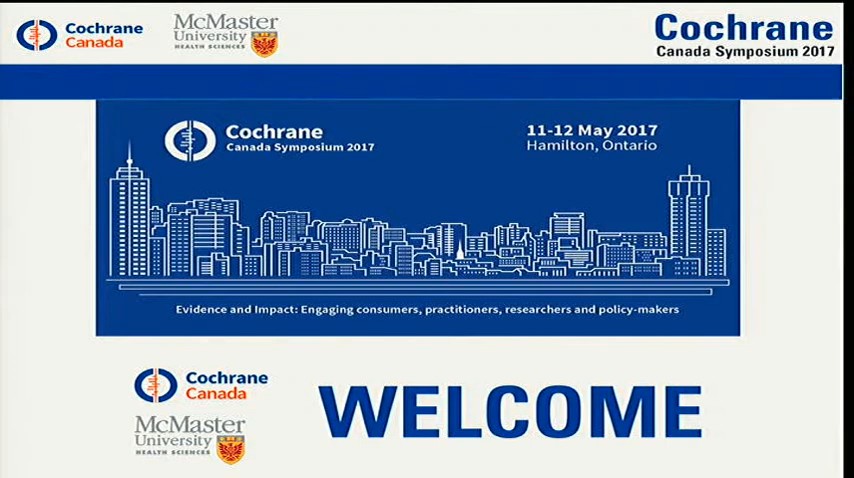 Cochrane
Canada
McMaster
University
HEALTH SCIENCES
Cochrane
Canada Symposium 2017
Cochrane
Canada Symposium 2017
11-12 May 2017
Hamilton, Ontario
Evidence and Impact: Engaging consumers, practitioners, researchers and policy-makers
Cochrane
Canada
McMaster
University
HEALTH SCIENCES
WELCOME